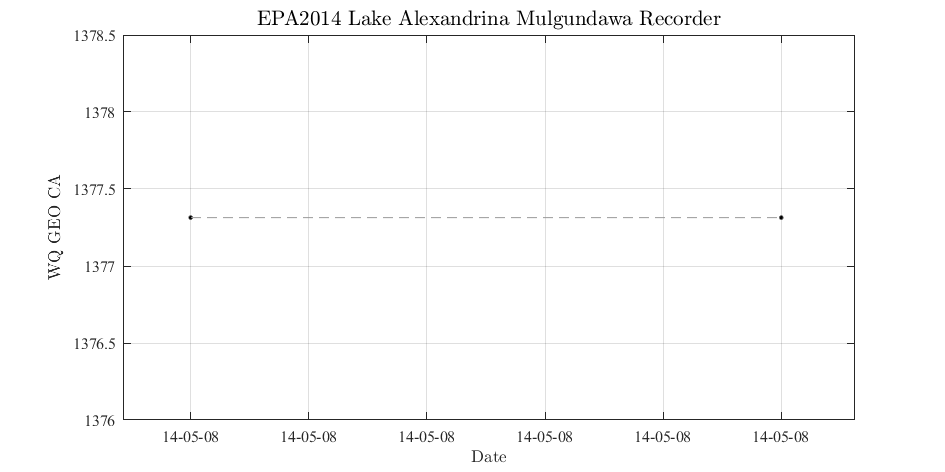 EPA2014 Lake Alexandrina Mulgundawa Recorder
1378.5
1378
1377.5
1377
1376.5
1376
WQ GEO CA
14-05-08 14-05-08 14-05-08 14-05-08 14-05-08 14-05-08
Date